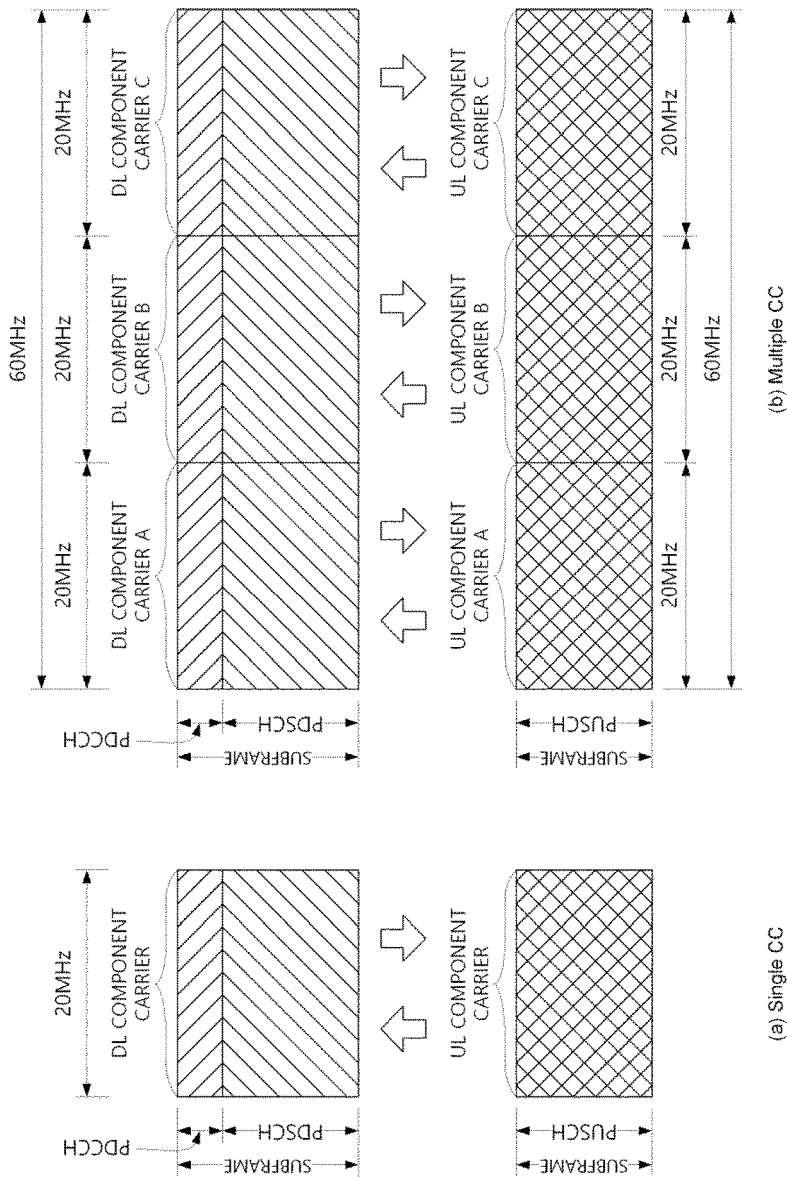 20MHz
DL COMPONENT
CARRIER
PDCCH
PDSCH
SUBFRAME
UL COMPONENT
CARRIER
PUSCH
SUBFRAME
(a) Single CC
60MHz
20MHz
20MHz
20MHz
DL COMPONENT
CARRIER A
DL COMPONENT
CARRIER B
DL COMPONENT
CARRIER C
PDCCH
PDSCH
SUBFRAME
UL COMPONENT
CARRIER A
UL COMPONENT
CARRIER B
UL COMPONENT
CARRIER C
PUSCH
SUBFRAME
20MHz
20MHz
20MHz
60MHz
(b) Multiple CC